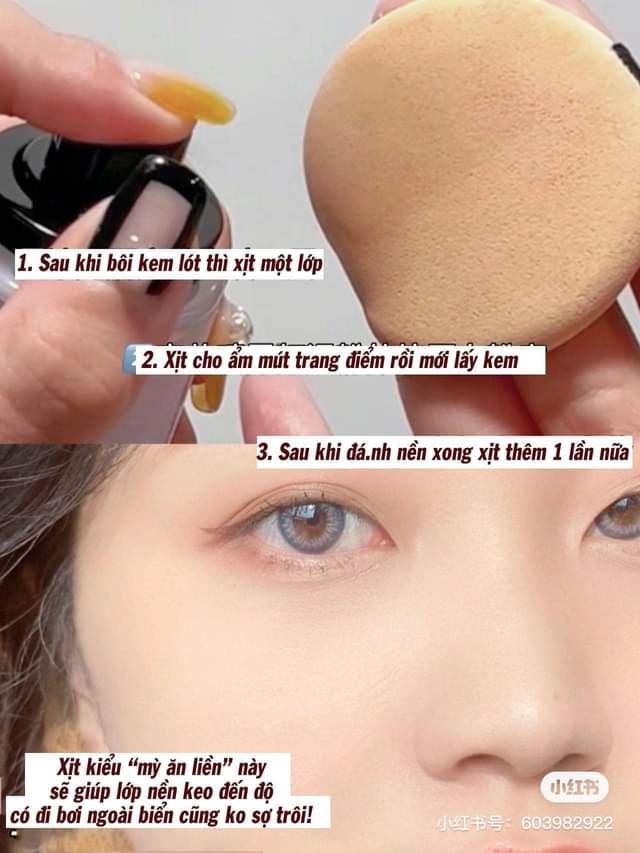 1. Sau khi bôi kem lót thì xịt một lớp
2. Xịt cho ẩm mút trang điểm rồi mới lấy kem
3. Sau khi đá.nh nền xong xịt thêm 1 lần nữa
Xịt kiểu “mỳ ăn liền” này
sẽ giúp lớp nền keo đến độ
có đi bơi ngoài biển cũng ko sợ trôi!
小红书
小红书号: 603982922